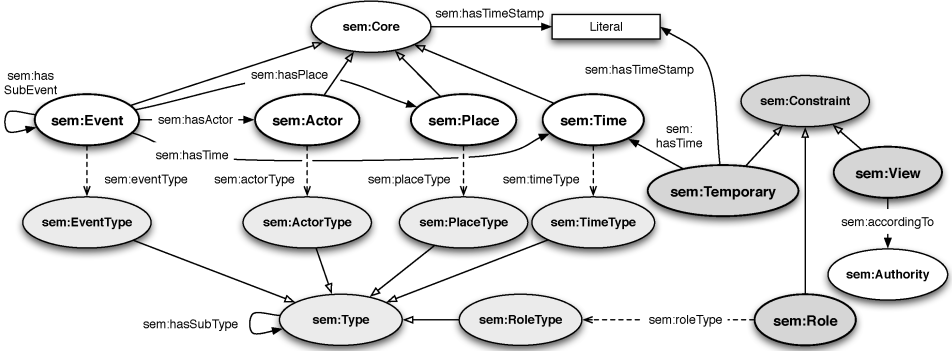 sem:hasTimeStamp
sem:Core
Literal
sem:has
SubEvent
sem:hasPlace
sem:hasTimeStamp
sem:Constraint
sem:Event
sem:hasActor
sem:Actor
sem:Place
sem:Time
sem:
hasTime
sem:hasTime
sem:eventType
sem:actorType
sem:placeType
sem:timeType
sem:Temporary
sem:View
sem:EventType
sem:ActorType
sem:PlaceType
sem:TimeType
sem:accordingTo
sem:Authority
sem:hasSubType
sem:Type
sem:RoleType
sem:roleType
sem:Role